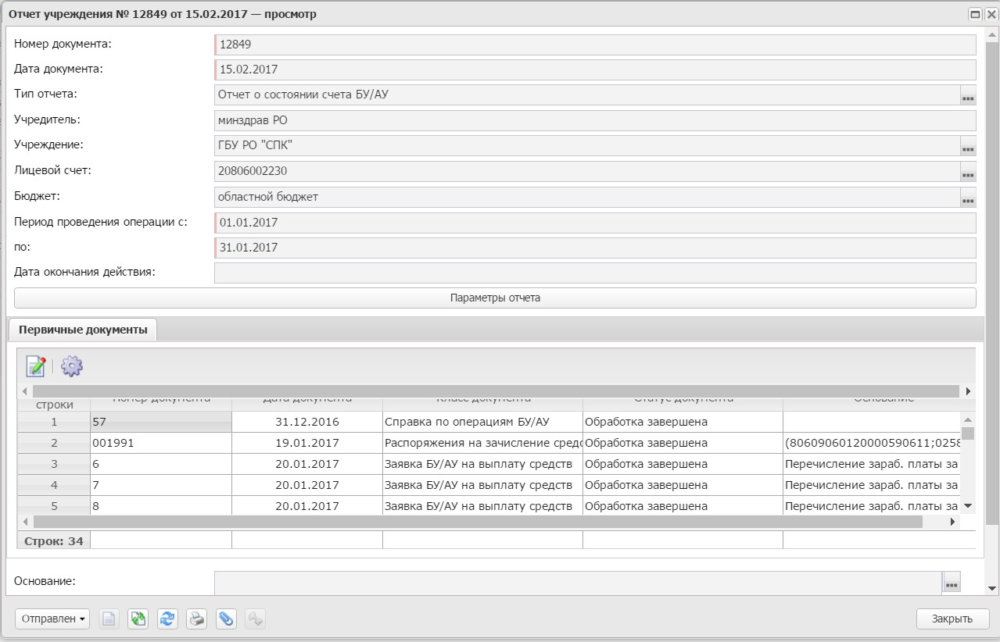 Отчет учреждения № 12849 от 15.02.2017 — просмотр
Номер документа: 12849
Дата документа: 15.02.2017
Тип отчета: Отчет о состоянии счета БУ/АУ
Учредитель: минздрав РО
Учреждение: ГБУ РО "СПК"
Лицевой счет: 20806002230
Бюджет: областной бюджет
Период проведения операции с: 01.01.2017
по: 31.01.2017
Дата окончания действия:
Параметры отчета
Первичные документы
строки Номер документа Дата документа Класс документа Статус документа Основание
1 57 31.12.2016 Справка по операциям БУ/АУ Обработка завершена
2 001991 19.01.2017 Распоряжения на зачисление средс Обработка завершена (80609060120000590611;0258
3 6 20.01.2017 Заявка БУ/АУ на выплату средств Обработка завершена Перечисление зараб. платы за
4 7 20.01.2017 Заявка БУ/АУ на выплату средств Обработка завершена Перечисление зараб. платы за
5 8 20.01.2017 Заявка БУ/АУ на выплату средств Обработка завершена Перечисление зараб. платы за
Строк: 34
Основание:
Отправлен
Закрыть